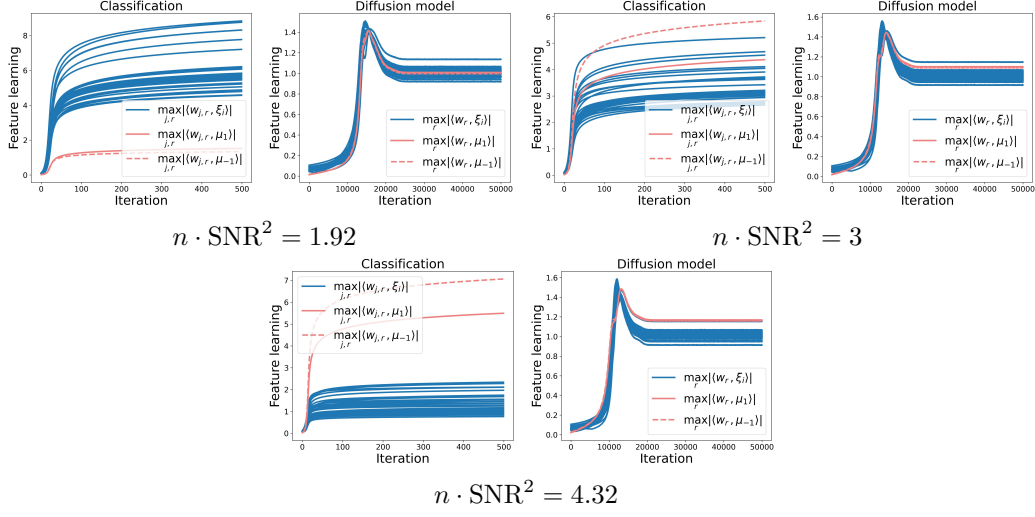 Classification
Feature learning
8
6
4
2
0
0
100
200
300
400
500
Iteration
max|⟨w_{j,r}, ξ_i⟩|
j,r
max|⟨w_{j,r}, μ_1⟩|
j,r
max|⟨w_{j,r}, μ_{−1}⟩|
j,r
Diffusion model
Feature learning
1.4
1.2
1.0
0.8
0.6
0.4
0.2
0.0
0
10000
20000
30000
40000
50000
Iteration
max|⟨w_r, ξ_i⟩|
r
max|⟨w_r, μ_1⟩|
r
max|⟨w_r, μ_{−1}⟩|
r
n · SNR² = 1.92
Classification
Feature learning
6
5
4
3
2
1
0
0
100
200
300
400
500
Iteration
max|⟨w_{j,r}, ξ_i⟩|
j,r
max|⟨w_{j,r}, μ_1⟩|
j,r
max|⟨w_{j,r}, μ_{−1}⟩|
j,r
Diffusion model
Feature learning
1.6
1.4
1.2
1.0
0.8
0.6
0.4
0.2
0.0
0
10000
20000
30000
40000
50000
Iteration
max|⟨w_r, ξ_i⟩|
r
max|⟨w_r, μ_1⟩|
r
max|⟨w_r, μ_{−1}⟩|
r
n · SNR² = 3
Classification
Feature learning
7
6
5
4
3
2
1
0
0
100
200
300
400
500
Iteration
max|⟨w_{j,r}, ξ_i⟩|
j,r
max|⟨w_{j,r}, μ_1⟩|
j,r
max|⟨w_{j,r}, μ_{−1}⟩|
j,r
Diffusion model
Feature learning
1.6
1.4
1.2
1.0
0.8
0.6
0.4
0.2
0.0
0
10000
20000
30000
40000
50000
Iteration
max|⟨w_r, ξ_i⟩|
r
max|⟨w_r, μ_1⟩|
r
max|⟨w_r, μ_{−1}⟩|
r
n · SNR² = 4.32